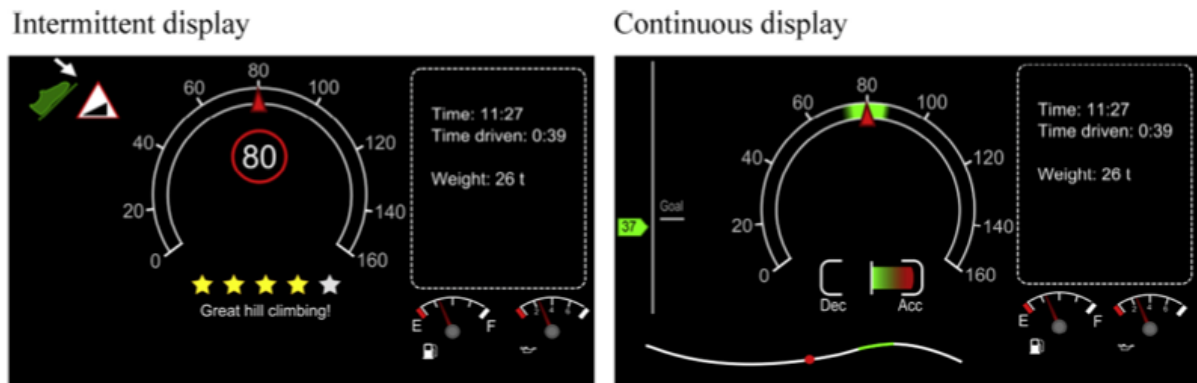 Intermittent display
Continuous display
80
60
100
40
120
20
140
0
160
80
Great hill climbing!
Time: 11:27
Time driven: 0:39
Weight: 26 t
E
F
80
60
100
40
120
20
140
0
160
Goal
37
Dec
Acc
Time: 11:27
Time driven: 0:39
Weight: 26 t
E
F